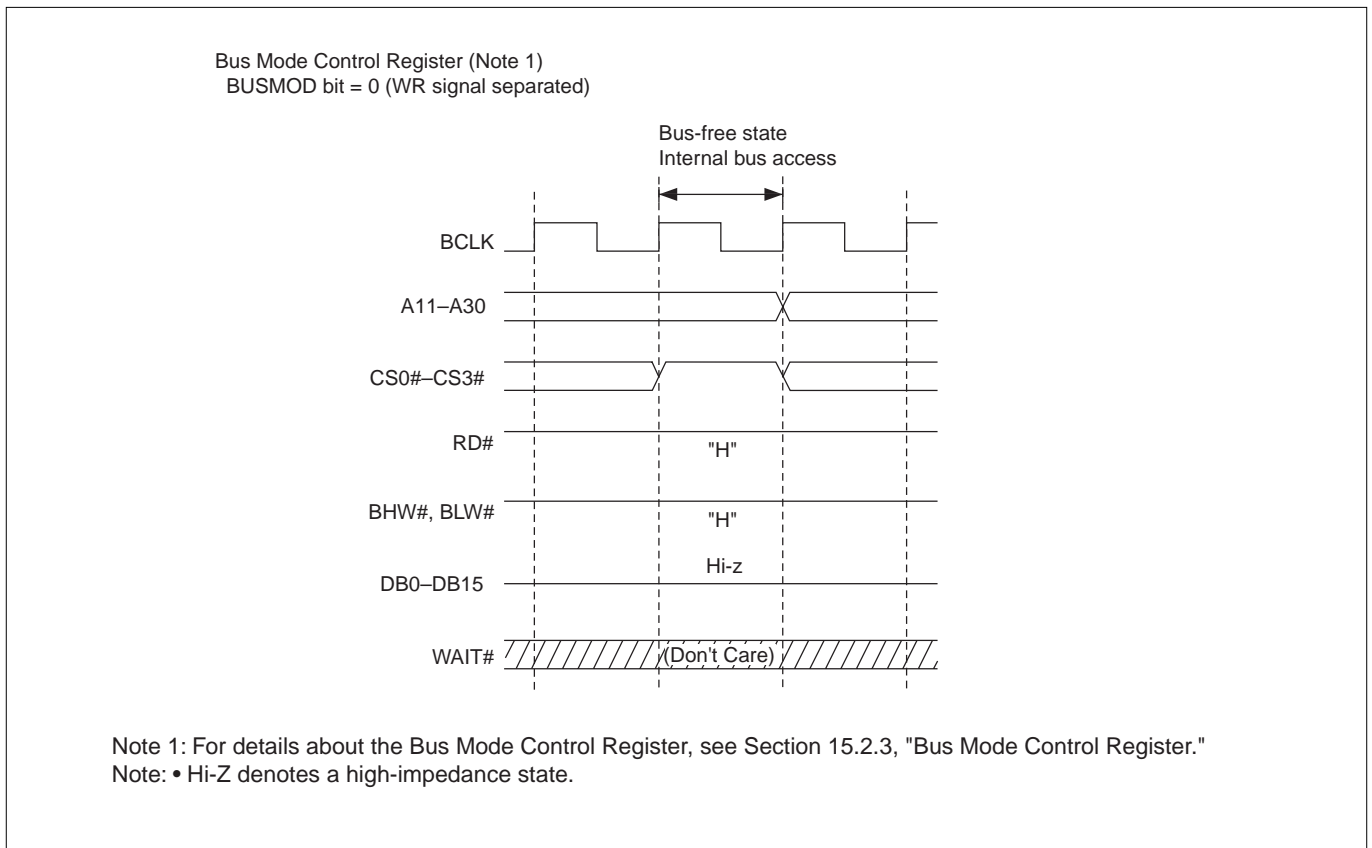 Bus Mode Control Register (Note 1)
BUSMOD bit = 0 (WR signal separated)
Bus-free state
Internal bus access
BCLK
A11–A30
CS0#–CS3#
RD#
"H"
BHW#, BLW#
"H"
Hi-z
DB0–DB15
WAIT#
(Don't Care)
Note 1: For details about the Bus Mode Control Register, see Section 15.2.3, "Bus Mode Control Register."
Note: • Hi-Z denotes a high-impedance state.